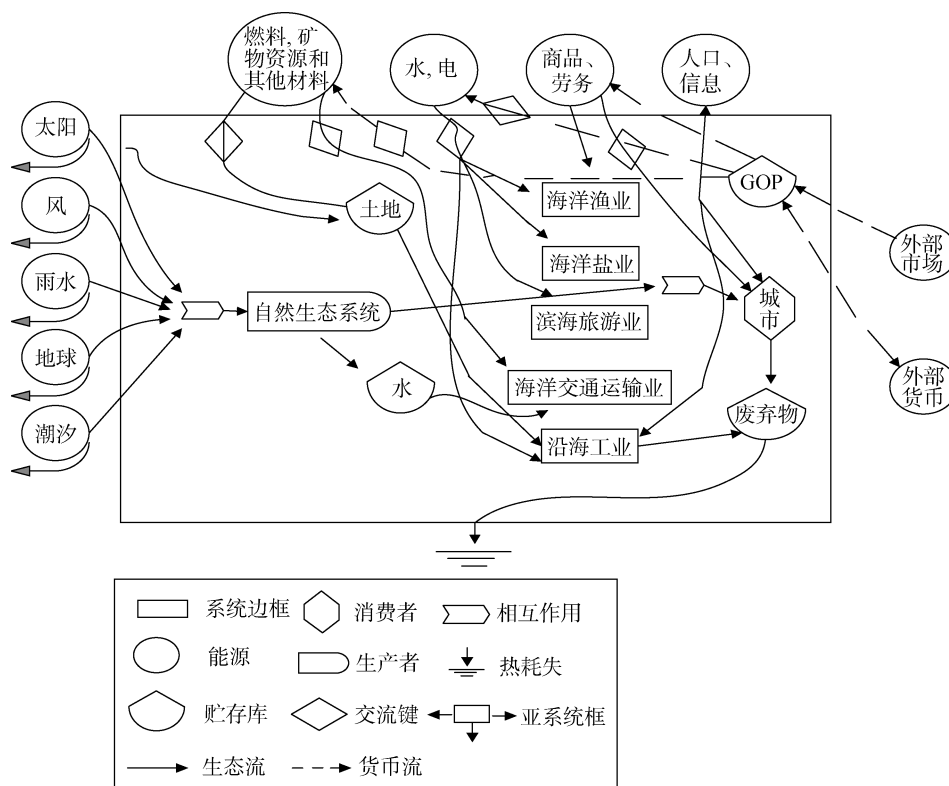 燃料, 矿
物资源和
其他材料
水, 电
商品、
劳务
人口、
信息
太阳
风
雨水
地球
潮汐
土地
GOP
海洋渔业
海洋盐业
滨海旅游业
海洋交通运输业
沿海工业
自然生态系统
水
城
市
废弃物
外部
市场
外部
货币
系统边框
消费者
相互作用
能源
生产者
热耗失
贮存库
交流键
亚系统框
生态流
货币流